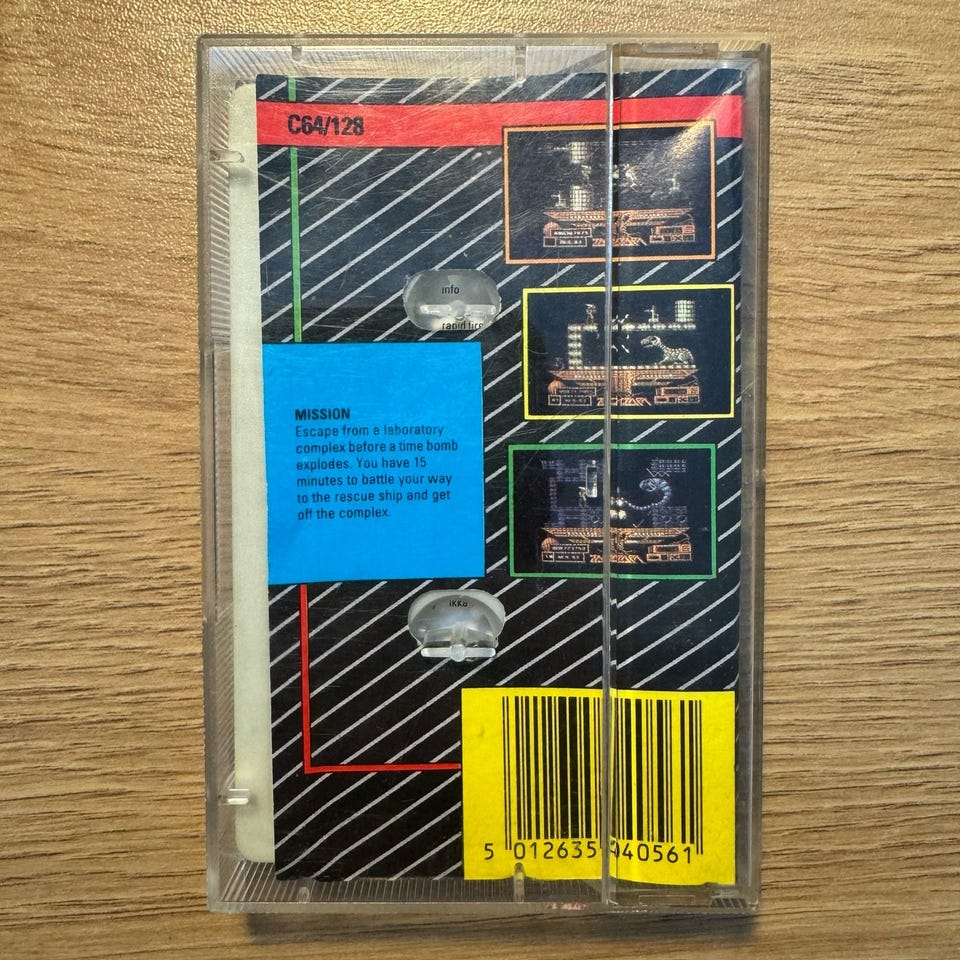 C64/128
info
rapid fire
MISSION
Escape from a laboratory
complex before a time bomb
explodes. You have 15
minutes to battle your way
to the rescue ship and get
off the complex.
5 012635 940561